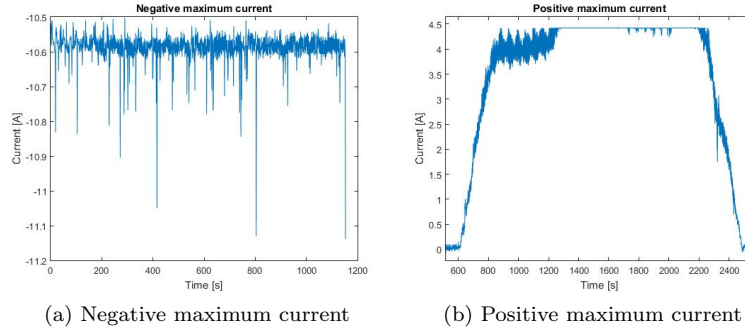 Negative maximum current
-10.5
-10.6
-10.7
-10.8
-10.9
-11
-11.1
-11.2
Current [A]
0 200 400 600 800 1000 1200
Time [s]
(a) Negative maximum current
Positive maximum current
4.5
4
3.5
3
2.5
2
1.5
1
0.5
0
Current [A]
600 800 1000 1200 1400 1600 1800 2000 2200 2400
Time [s]
(b) Positive maximum current